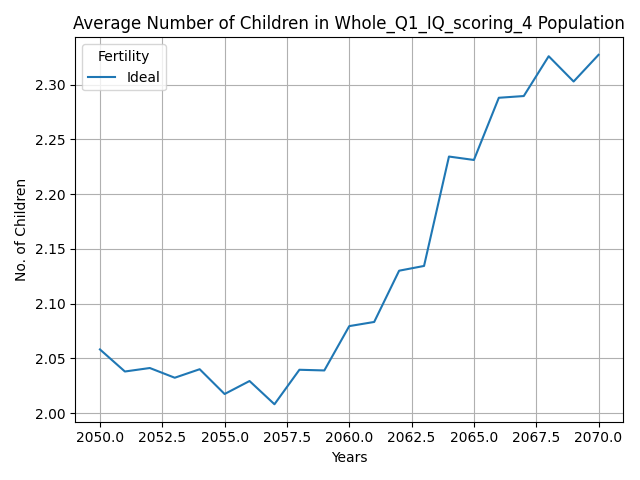 Average Number of Children in Whole_Q1_IQ_scoring_4 Population
Fertility
Ideal
No. of Children
2.30
2.25
2.20
2.15
2.10
2.05
2.00
2050.0 2052.5 2055.0 2057.5 2060.0 2062.5 2065.0 2067.5 2070.0
Years